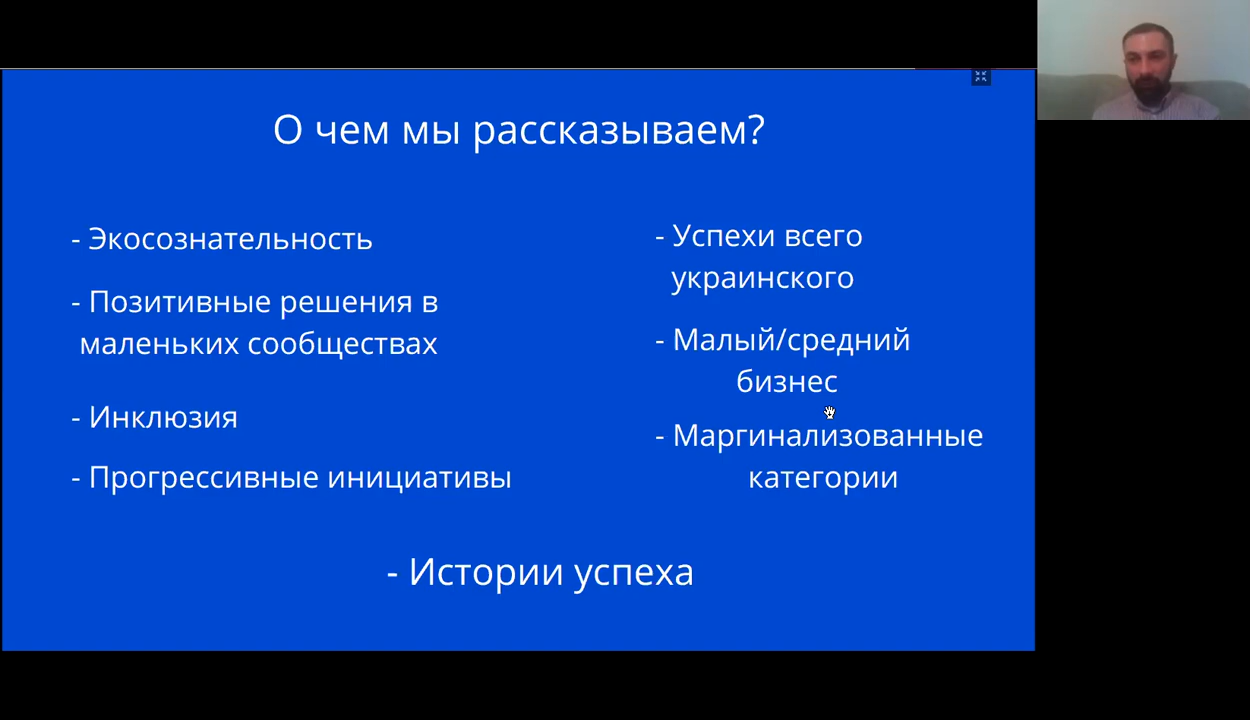 О чем мы рассказываем?
- Экосознательность
- Позитивные решения в
маленьких сообществах
- Инклюзия
- Прогрессивные инициативы
- Успехи всего
украинского
- Малый/средний
бизнес
- Маргинализованные
категории
- Истории успеха